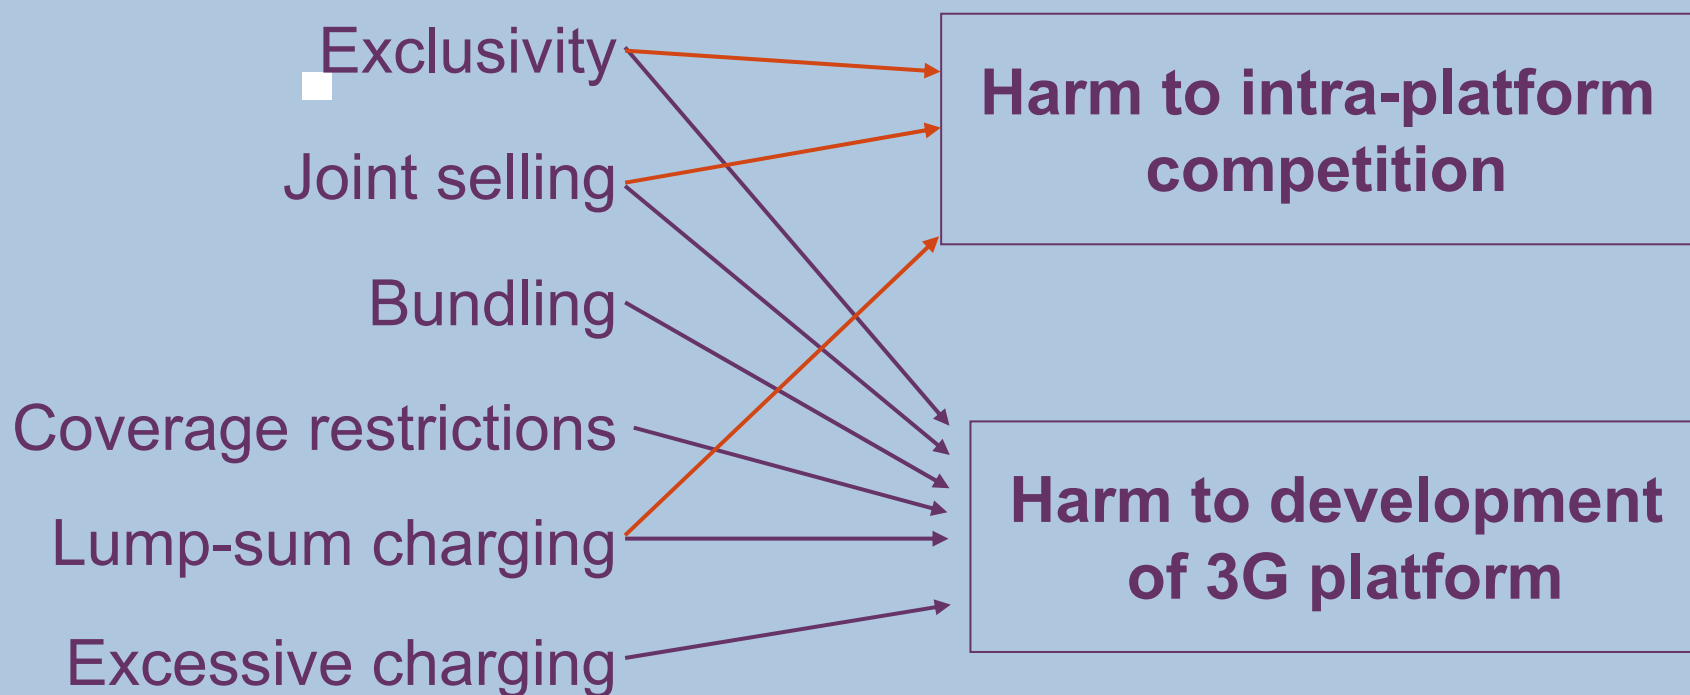 Exclusivity
Joint selling
Bundling
Coverage restrictions
Lump-sum charging
Excessive charging
Harm to intra-platform
competition
Harm to development
of 3G platform